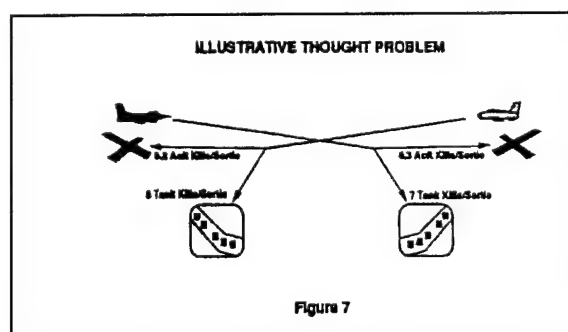 ILLUSTRATIVE THOUGHT PROBLEM
Acft Kills/Sortie
Acft Kills/Sortie
Tank Kills/Sortie
7 Tank Kills/Sortie
Figure 7